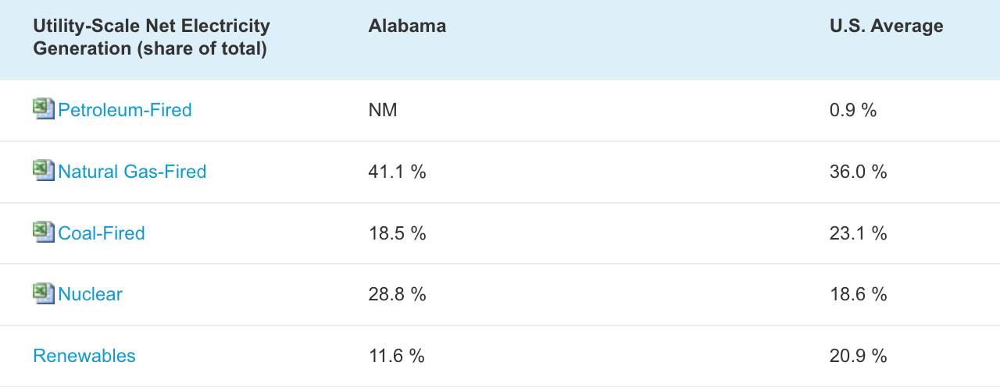 Utility-Scale Net Electricity
Generation (share of total)
Alabama
U.S. Average
Petroleum-Fired NM 0.9 %
Natural Gas-Fired 41.1 % 36.0 %
Coal-Fired 18.5 % 23.1 %
Nuclear 28.8 % 18.6 %
Renewables 11.6 % 20.9 %